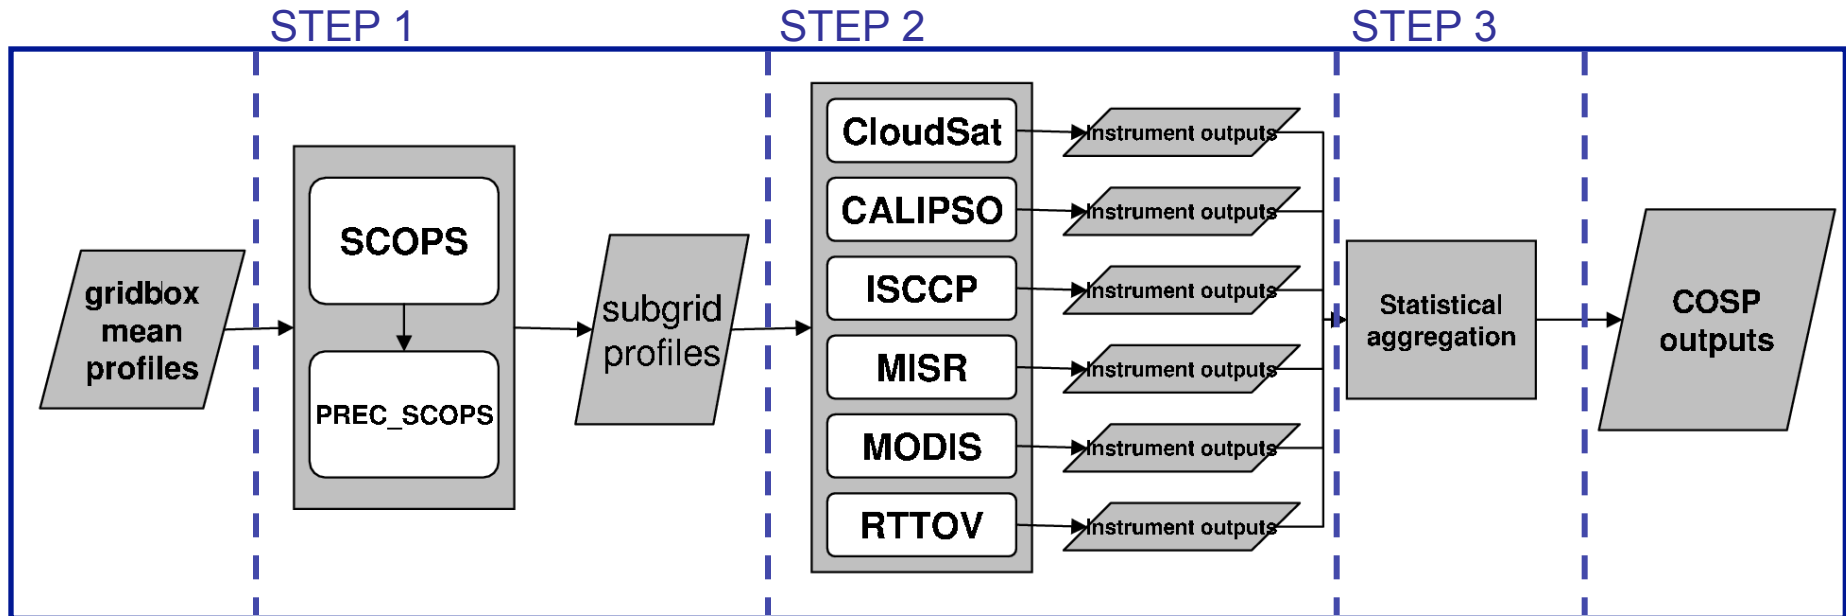 STEP 1
STEP 2
STEP 3
gridbox
mean
profiles
SCOPS
PREC_SCOPS
subgrid
profiles
CloudSat
Instrument outputs
CALIPSO
Instrument outputs
ISCCP
Instrument outputs
MISR
Instrument outputs
MODIS
Instrument outputs
RTTOV
Instrument outputs
Statistical
aggregation
COSP
outputs